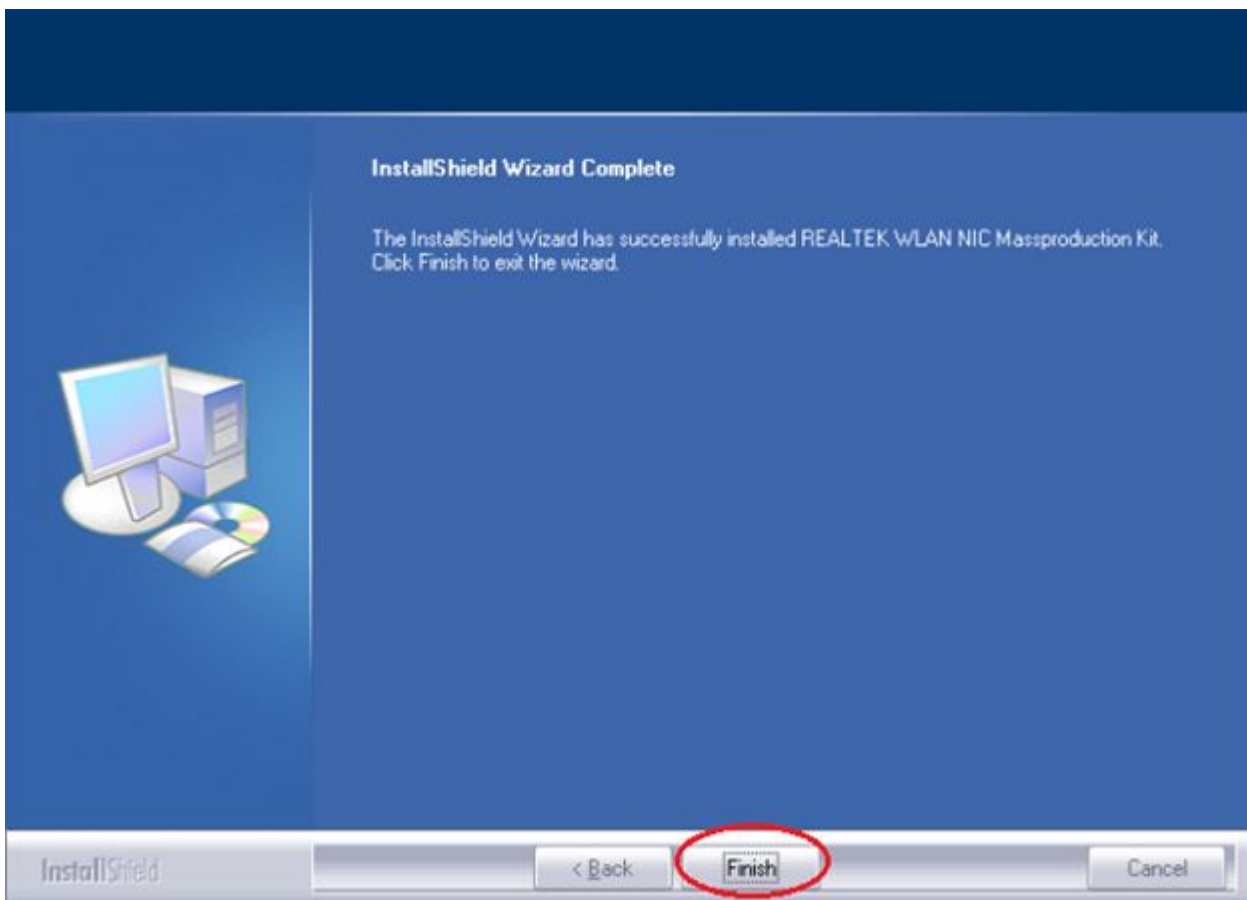 InstallShield Wizard Complete
The InstallShield Wizard has successfully installed REALTEK WLAN NIC Massproduction Kit.
Click Finish to exit the wizard.
InstallShield
< Back
Finish
Cancel